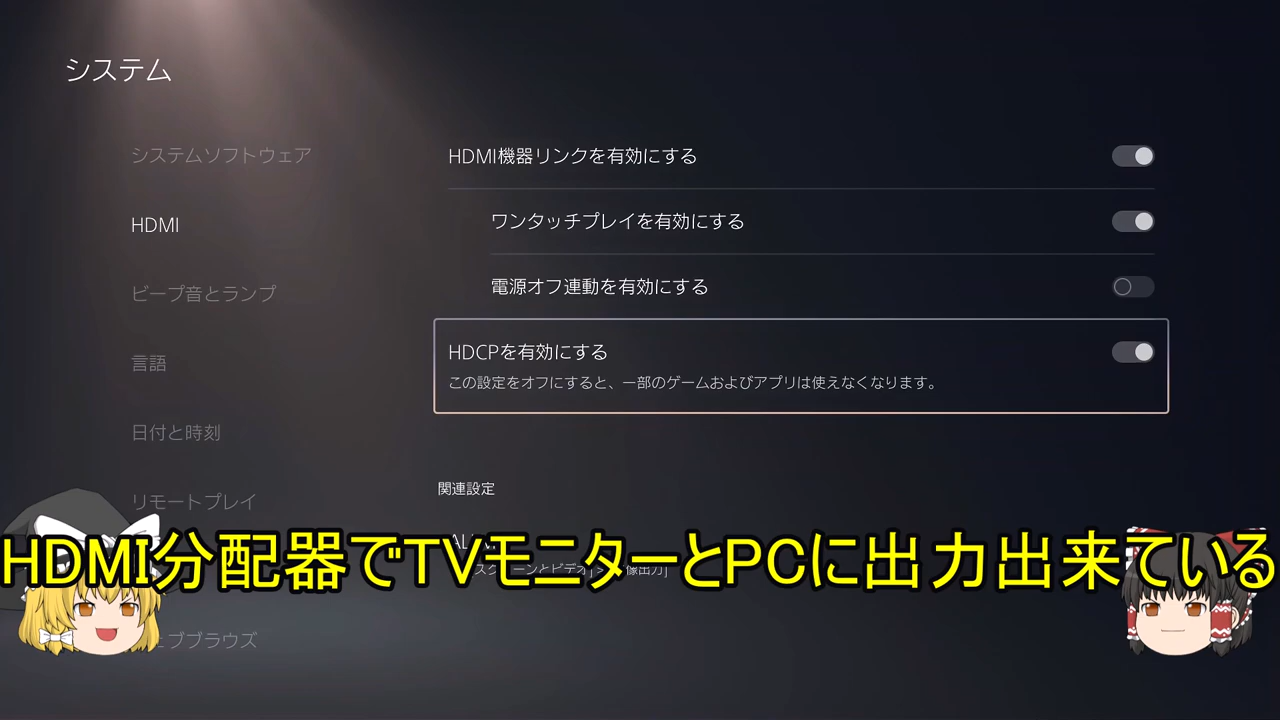 システム
システムソフトウェア
HDMI
ビープ音とランプ
言語
日付と時刻
リモートプレイ
ェブブラウズ
HDMI機器リンクを有効にする
ワンタッチプレイを有効にする
電源オフ連動を有効にする
HDCPを有効にする
この設定をオフにすると、一部のゲームおよびアプリは使えなくなります。
関連設定
HDMI分配器でTVモニターとPCに出力出来ている